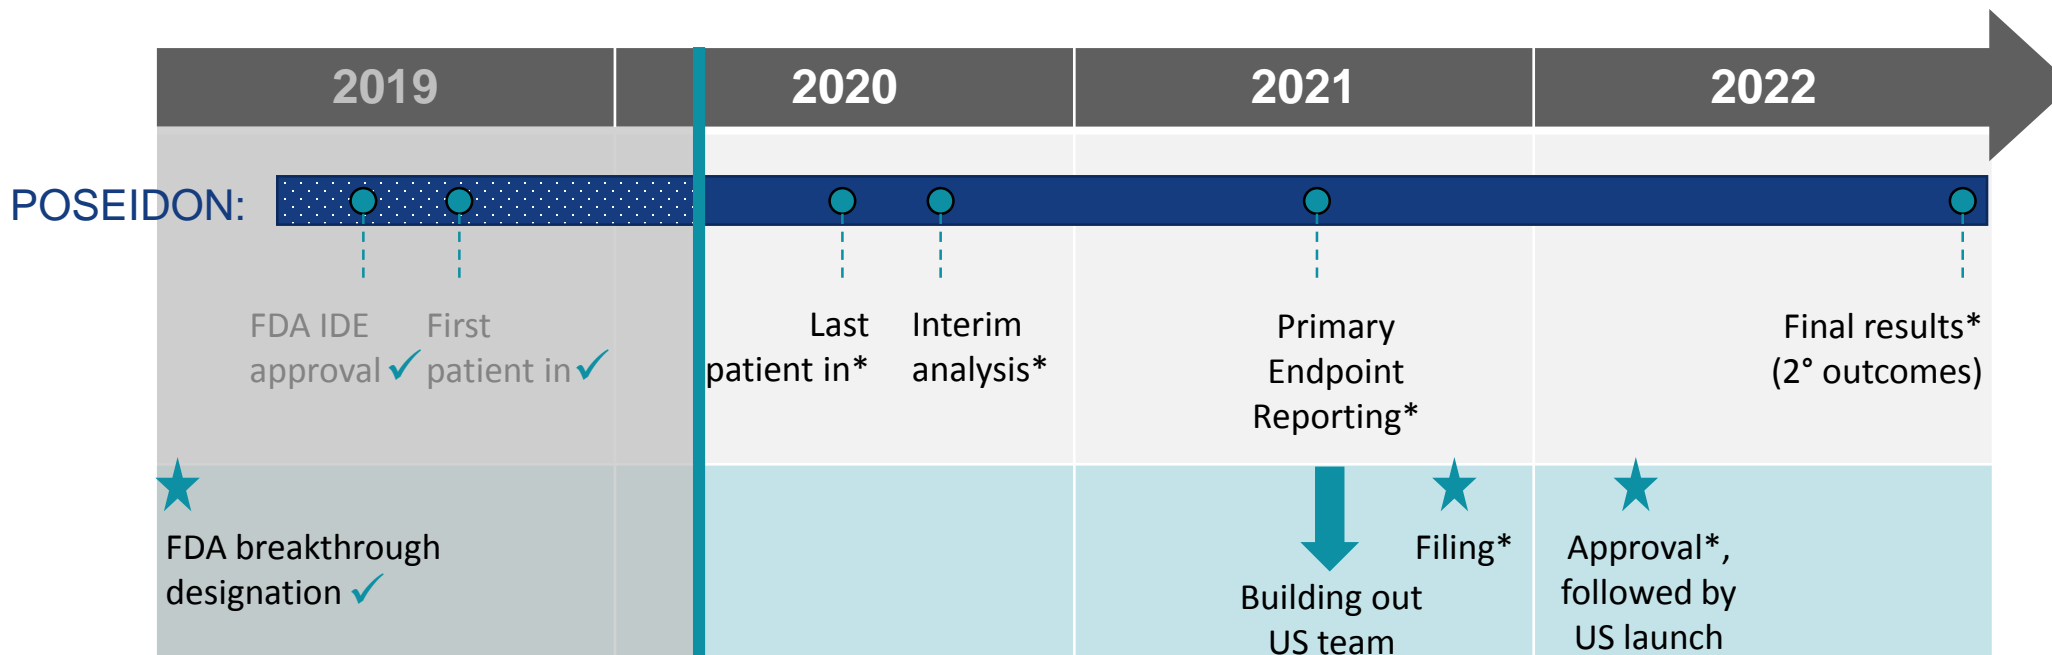 2019
2020
2021
2022
POSEIDON:
FDA IDE
approval ✓
First
patient in ✓
Last
patient in*
Interim
analysis*
Primary
Endpoint
Reporting*
Final results*
(2° outcomes)
FDA breakthrough
designation ✓
Building out
US team
Filing*
Approval*,
followed by
US launch